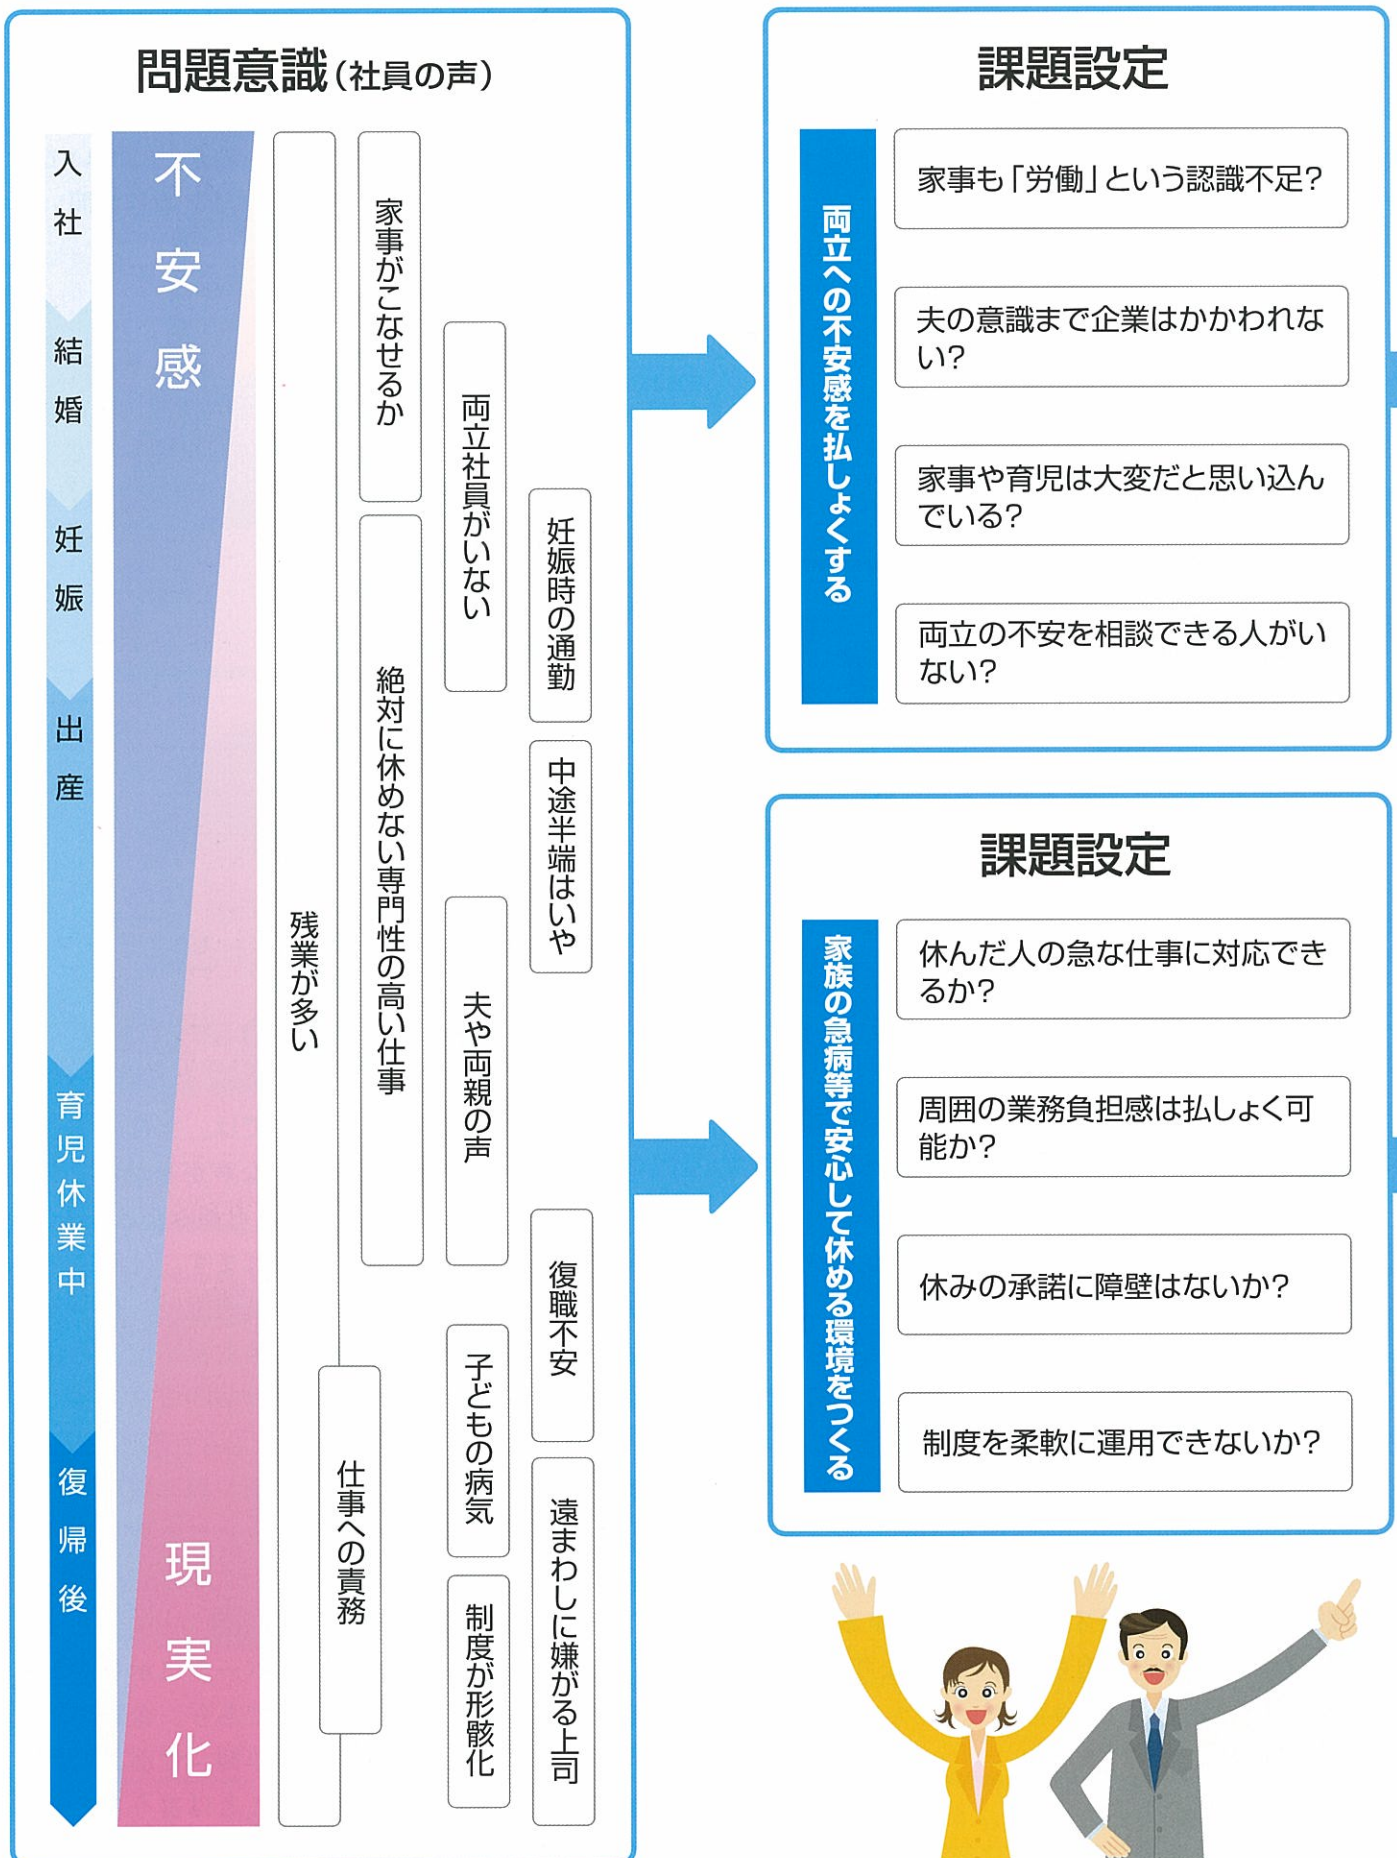 問題意識(社員の声)
入社
結婚
妊娠
出産
育児休業中
復帰後
不安感
現実化
残業が多い
仕事への責務
家事がこなせるか
絶対に休めない専門性の高い仕事
両立社員がいない
夫や両親の声
子どもの病気
制度が形骸化
妊娠時の通勤
中途半端はいや
復職不安
遠まわしに嫌がる上司
課題設定
両立への不安感を払しょくする
家事も「労働」という認識不足?
夫の意識まで企業はかかわれな
い?
家事や育児は大変だと思い込ん
でいる?
両立の不安を相談できる人がい
ない?
課題設定
家族の急病等で安心して休める環境をつくる
休んだ人の急な仕事に対応でき
るか?
周囲の業務負担感は払しょく可
能か?
休みの承諾に障壁はないか?
制度を柔軟に運用できないか?